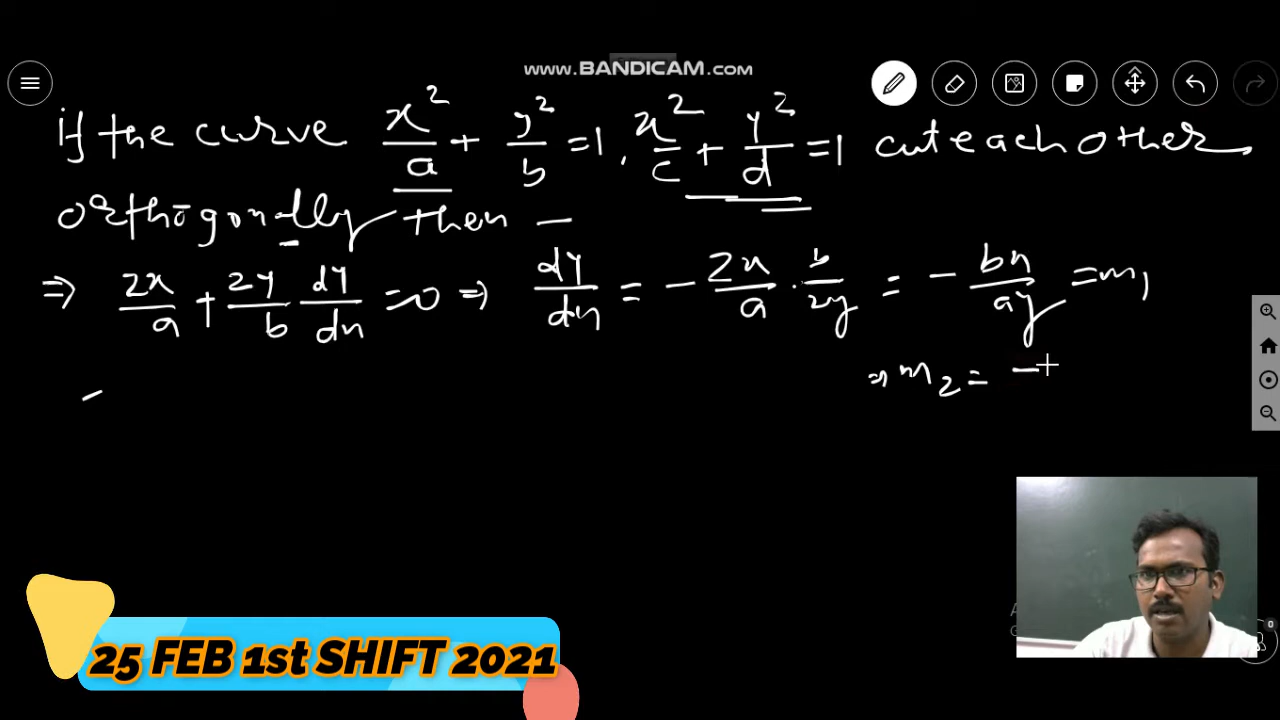 www.BANDICAM.com
If the curve x²/a + y²/b = 1, x²/c + y²/d = 1 cut each other
orthogonally then —
⇒ 2x/a + 2y/b dy/dx = 0 ⇒ dy/dx = - 2x/a · b/2y = - bx/ay = m₁
⇒ m₂ = -
0
25 FEB 1st SHIFT 2021